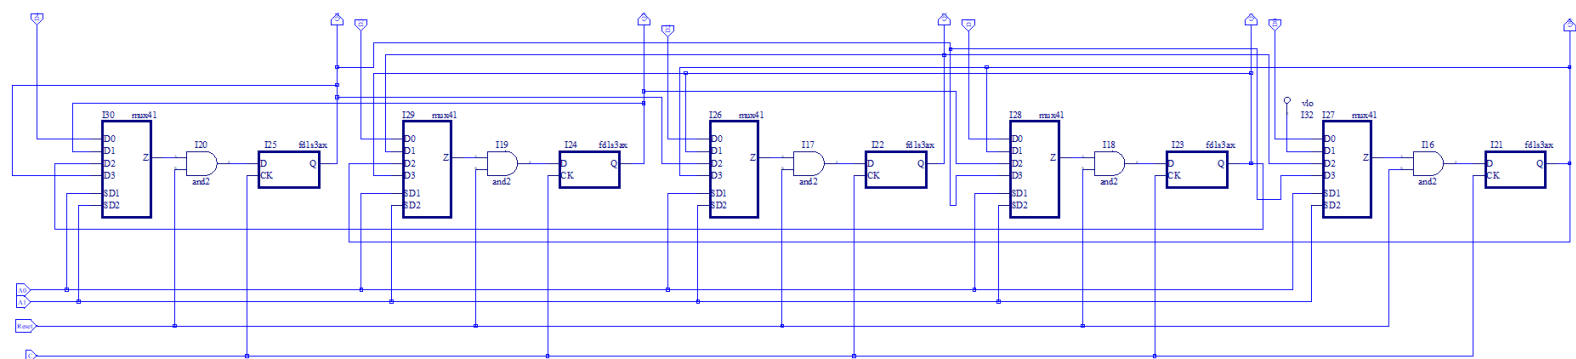 I30 mux41
D0
D1
D2
D3
SD1
SD2
Z
I20
and2
I25 fd1s3ax
D
Q
CK
I29 mux41
D0
D1
D2
D3
SD1
SD2
Z
I19
and2
I24 fd1s3ax
D
Q
CK
I26 mux41
D0
D1
D2
D3
SD1
SD2
Z
I17
and2
I22 fd1s3ax
D
Q
CK
I28 mux41
D0
D1
D2
D3
SD1
SD2
Z
I18
and2
I23 fd1s3ax
D
Q
CK
vlo
I32
I27 mux41
D0
D1
D2
D3
SD1
SD2
Z
I16
and2
I21 fd1s3ax
D
Q
CK
A0
A1
Reset
C